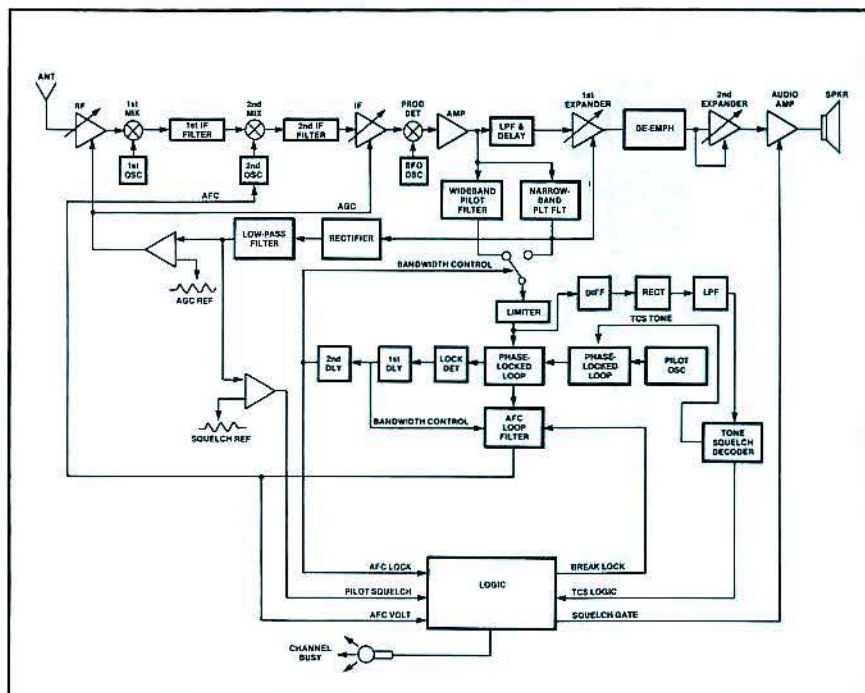 ANT
RF
1st MIX
1st IF FILTER
2nd MIX
2nd IF FILTER
IF
PROD DET
AMP
LPF & DELAY
1st EXPANDER
DE-EMPH
2nd EXPANDER
AUDIO AMP
SPKR
1st OSC
2nd OSC
BFO OSC
AFC
AGC
WIDEBAND PILOT FILTER
NARROW-BAND PLT FLT
LOW-PASS FILTER
RECTIFIER
AGC REF
BANDWIDTH CONTROL
LIMITER
RECT
LPF
TCS TONE
2nd DLY
1st DLY
LOCK DET
PHASE-LOCKED LOOP
PHASE-LOCKED LOOP
PILOT OSC
SQUELCH REF
BANDWIDTH CONTROL
AFC LOOP FILTER
TONE SQUELCH DECODER
AFC LOCK
PILOT SQUELCH
AFC VOLT
LOGIC
BREAK LOCK
TCS LOGIC
SQUELCH GATE
CHANNEL BUSY